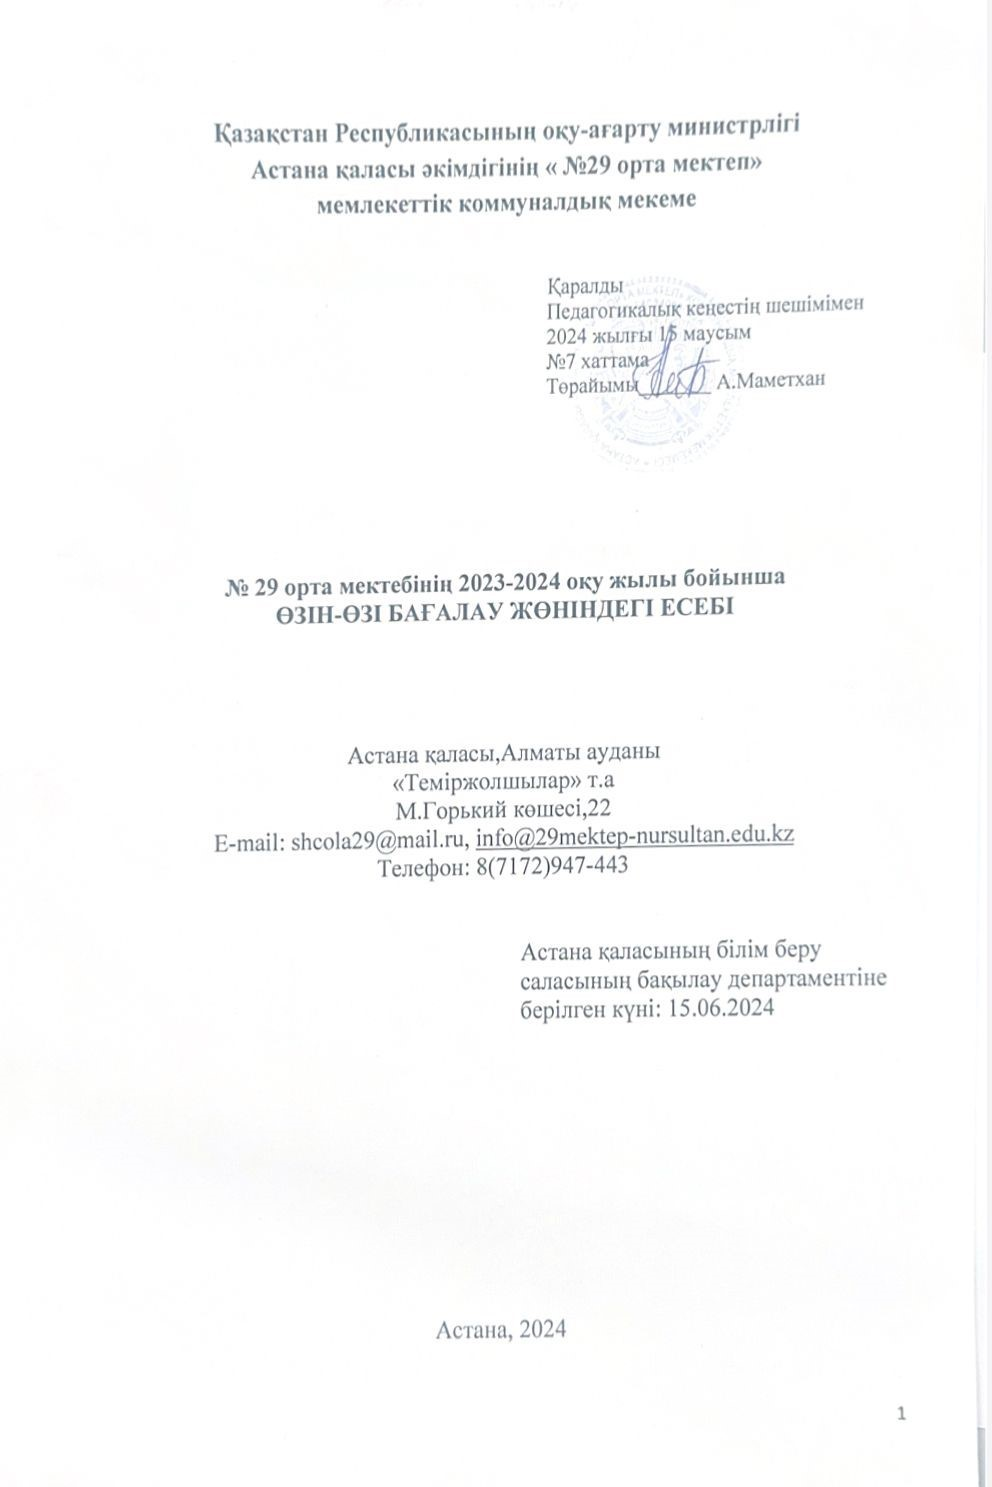 Қазақстан Республикасының оқу-ағарту министрлігі
Астана қаласы әкімдігінің « №29 орта мектеп»
мемлекеттік коммуналдық мекеме
Қаралды
Педагогикалық кеңестің шешімімен
2024 жылғы 15 маусым
№7 хаттама
Төрайымы А.Маметхан
№ 29 орта мектебінің 2023-2024 оқу жылы бойынша
ӨЗІН-ӨЗІ БАҒАЛАУ ЖӨНІНДЕГІ ЕСЕБІ
Астана қаласы,Алматы ауданы
«Теміржолшылар» т.а
М.Горький көшесі,22
E-mail: shcola29@mail.ru, info@29mektep-nursultan.edu.kz
Телефон: 8(7172)947-443
Астана қаласының білім беру
саласының бақылау департаментіне
берілген күні: 15.06.2024
Астана, 2024
1